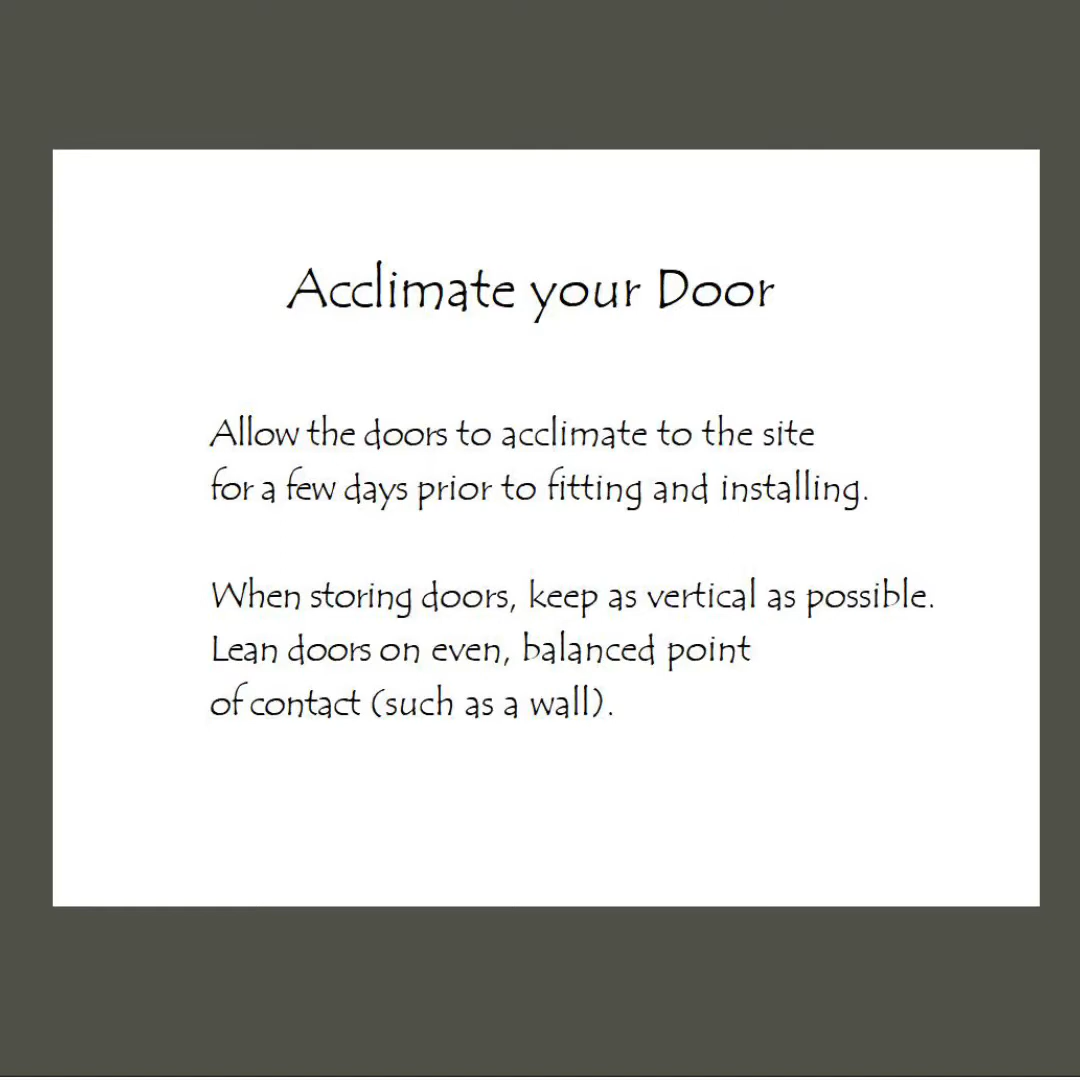 Acclimate your Door
Allow the doors to acclimate to the site
for a few days prior to fitting and installing.
When storing doors, keep as vertical as possible.
Lean doors on even, balanced point
of contact (such as a wall).